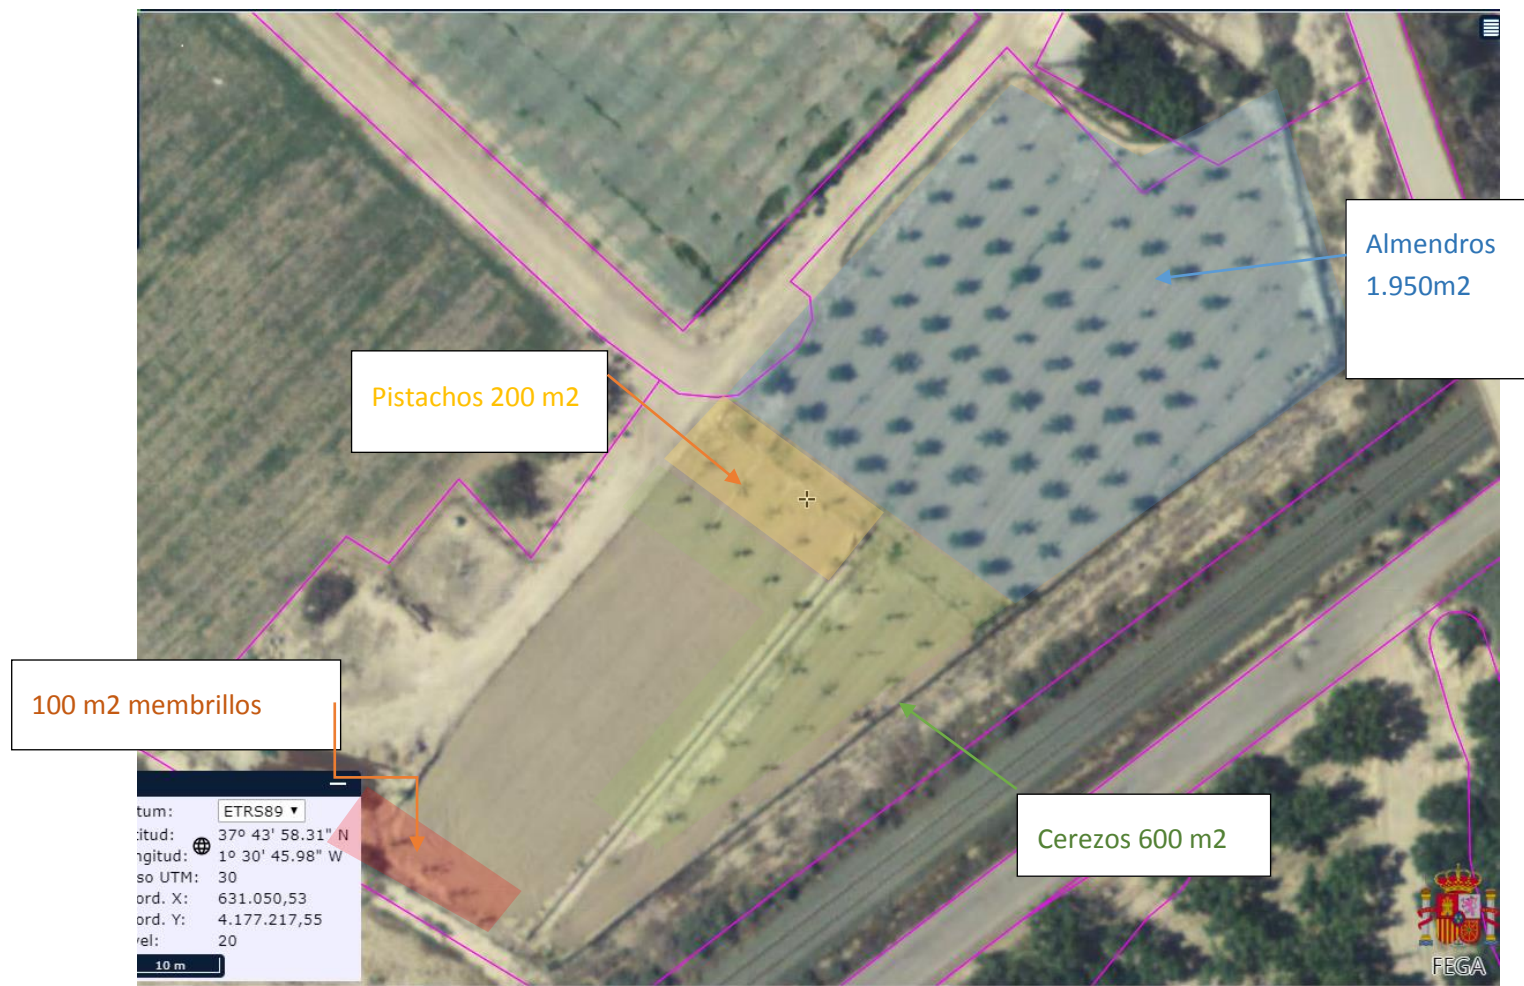 Almendros
1.950m2
Pistachos 200 m2
100 m2 membrillos
Cerezos 600 m2
tum: ETRS89 ▼
titud: 37º 43' 58.31" N
ngitud: 1º 30' 45.98" W
so UTM: 30
ord. X: 631.050,53
ord. Y: 4.177.217,55
vel: 20
10 m
FEGA